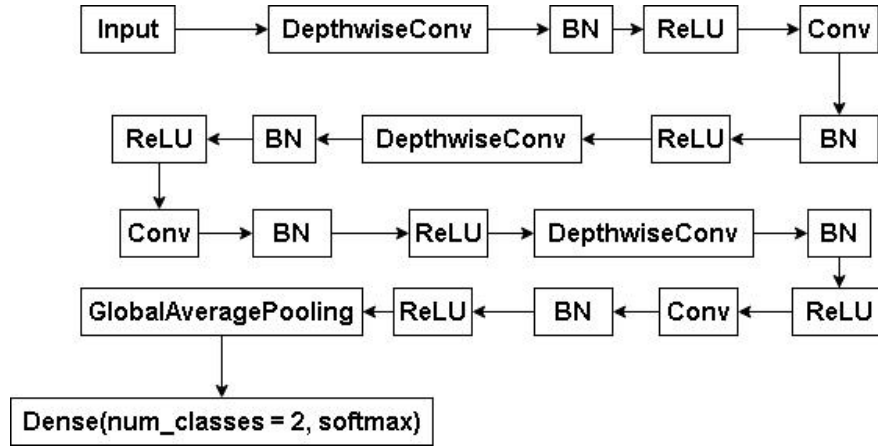 Input
DepthwiseConv
BN
ReLU
Conv
BN
ReLU
DepthwiseConv
BN
ReLU
Conv
BN
ReLU
DepthwiseConv
BN
ReLU
Conv
BN
ReLU
GlobalAveragePooling
Dense(num_classes = 2, softmax)